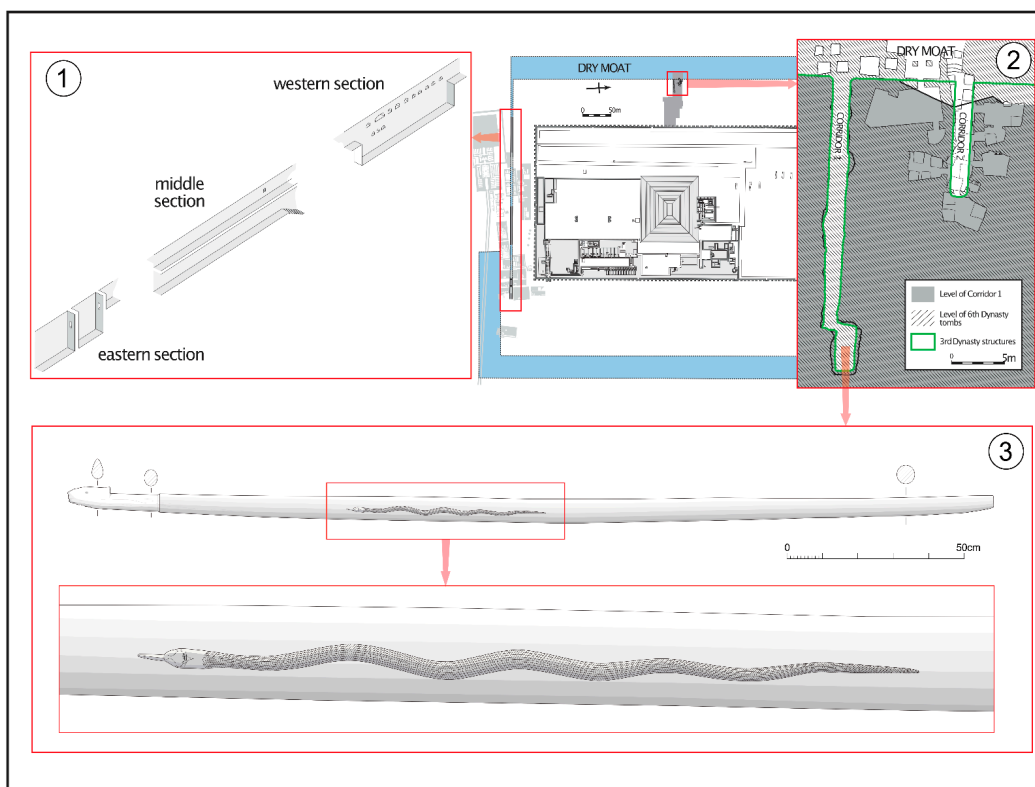 1
western section
middle
section
eastern section
DRY MOAT
0 50m
2
DRY MOAT
CORRIDOR 1
CORRIDOR 2
Level of Corridor 1
Level of 6th Dynasty
tombs
3rd Dynasty structures
0 5m
3
0 50cm